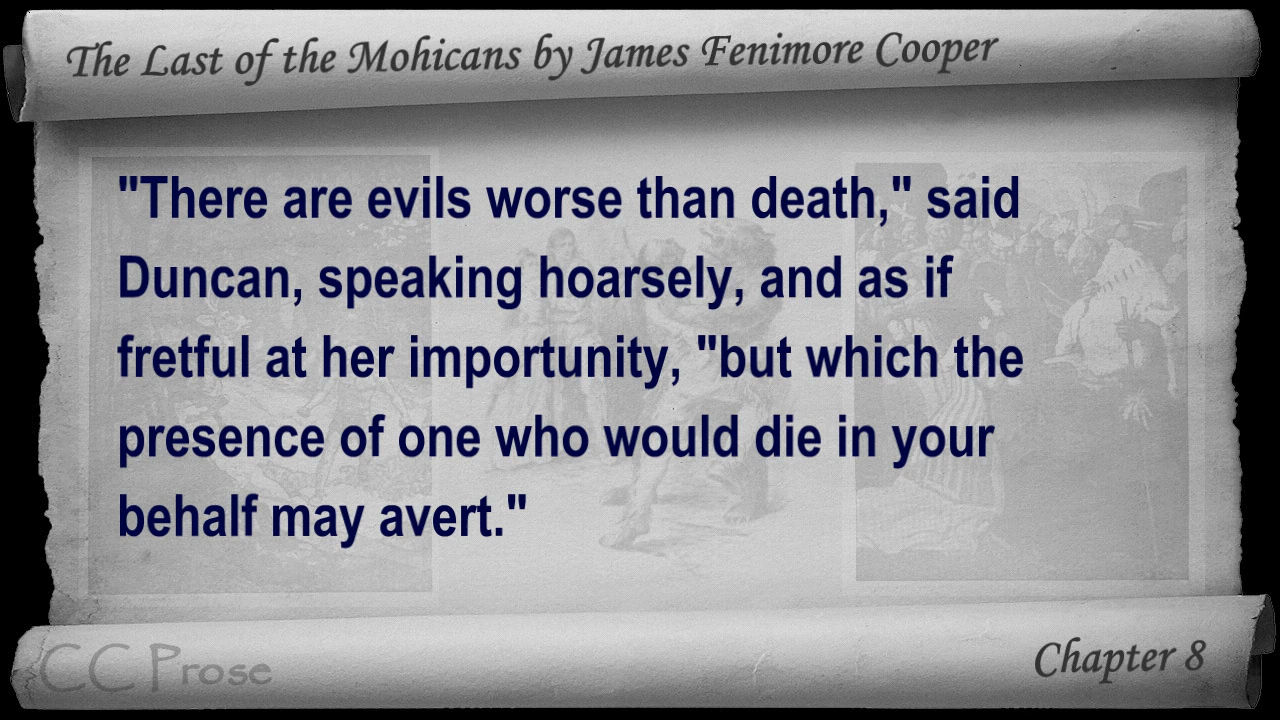 The Last of the Mohicans by James Fenimore Cooper
"There are evils worse than death," said
Duncan, speaking hoarsely, and as if
fretful at her importunity, "but which the
presence of one who would die in your
behalf may avert."
CC Prose
Chapter 8